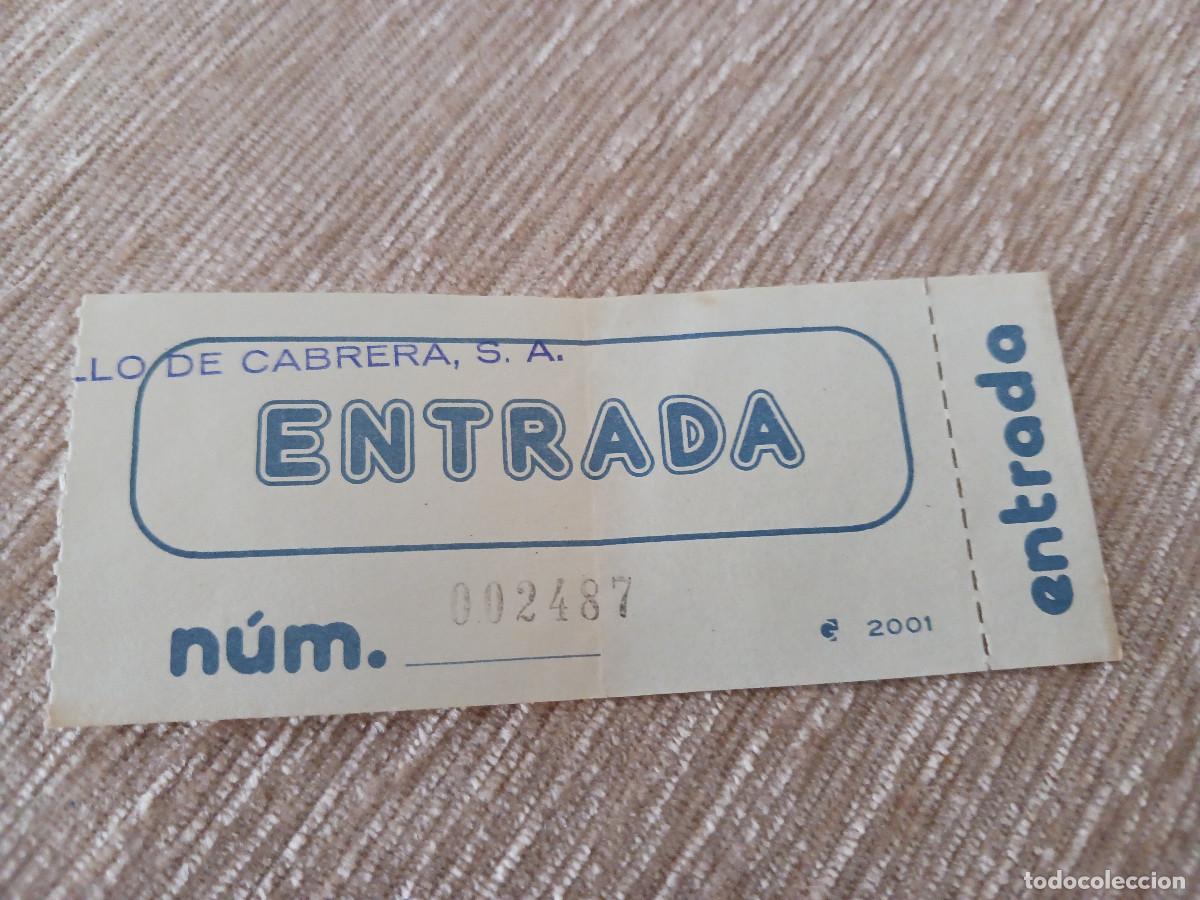 LLO DE CABRERA, S. A.
ENTRADA
núm. 002487
2001
entrada
todocoleccion